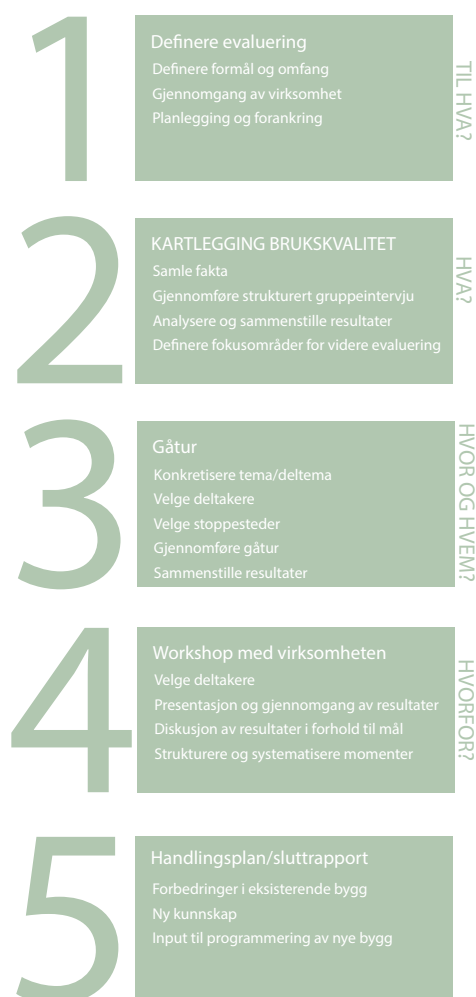 1
Definere evaluering
Definere formål og omfang
Gjennomgang av virksomhet
Planlegging og forankring
TIL HVA?
2
KARTLEGGING BRUKSKVALITET
Samle fakta
Gjennomføre strukturert gruppeintervju
Analysere og sammenstille resultater
Definere fokusområder for videre evaluering
HVA?
3
Gåtur
Konkretisere tema/deltema
Velge deltakere
Velge stoppesteder
Gjennomføre gåtur
Sammenstille resultater
HVOR OG HVEM?
4
Workshop med virksomheten
Velge deltakere
Presentasjon og gjennomgang av resultater
Diskusjon av resultater i forhold til mål
Strukturere og systematisere momenter
HVORFOR?
5
Handlingsplan/sluttrapport
Forbedringer i eksisterende bygg
Ny kunnskap
Input til programmering av nye bygg